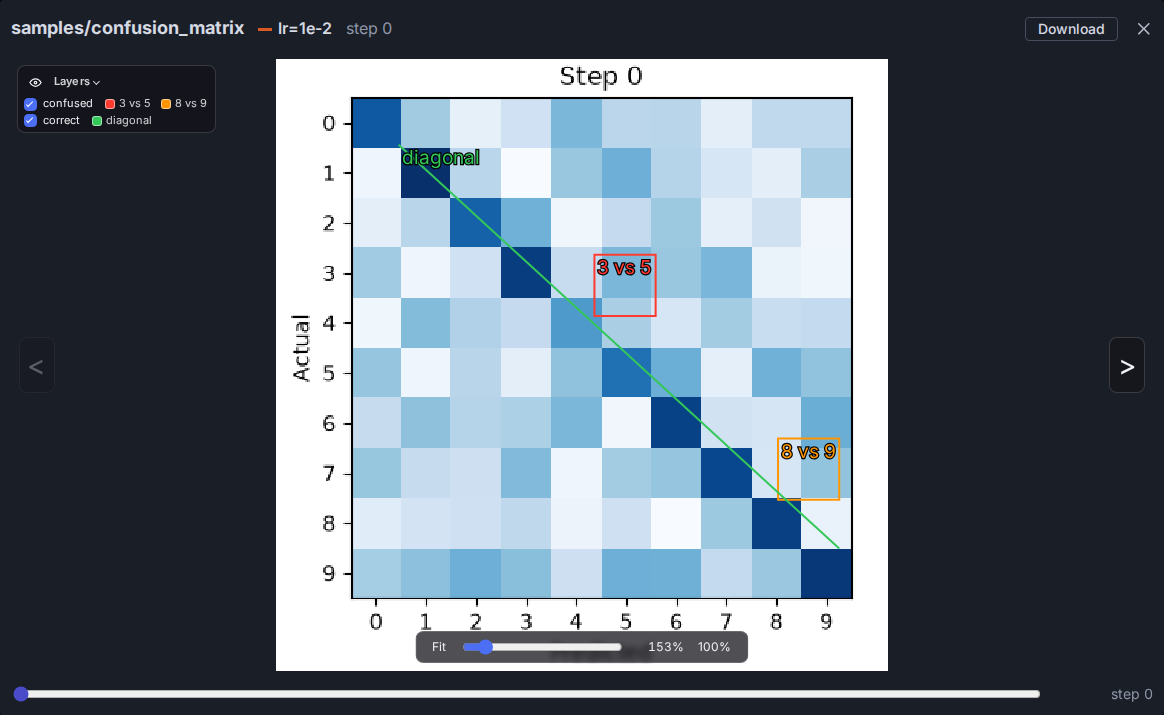 samples/confusion_matrix lr=1e-2 step 0
Download
Layers
confused 3 vs 5 8 vs 9
correct diagonal
Step 0
diagonal
3 vs 5
8 vs 9
Actual
0
1
2
3
4
5
6
7
8
9
0 1 2 3 4 5 6 7 8 9
<
>
Fit 153% 100%
step 0